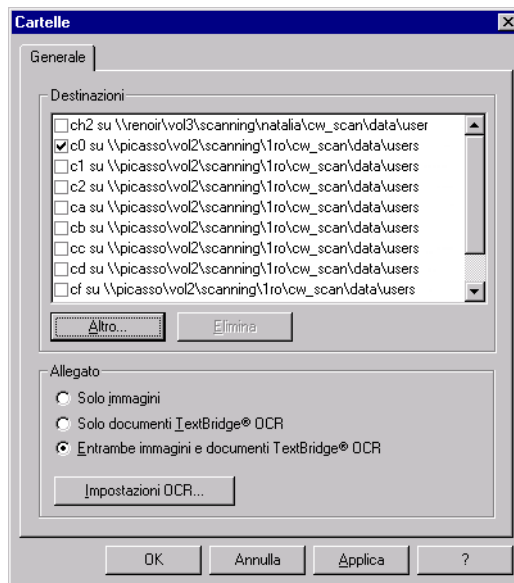 Cartelle
Generale
Destinazioni
ch2 su \\renoir\vol3\scanning\natalia\cw_scan\data\user
c0 su \\picasso\vol2\scanning\1ro\cw_scan\data\users
c1 su \\picasso\vol2\scanning\1ro\cw_scan\data\users
c2 su \\picasso\vol2\scanning\1ro\cw_scan\data\users
ca su \\picasso\vol2\scanning\1ro\cw_scan\data\users
cb su \\picasso\vol2\scanning\1ro\cw_scan\data\users
cc su \\picasso\vol2\scanning\1ro\cw_scan\data\users
cd su \\picasso\vol2\scanning\1ro\cw_scan\data\users
cf su \\picasso\vol2\scanning\1ro\cw_scan\data\users
Altro... Elimina
Allegato
Solo immagini
Solo documenti TextBridge® OCR
Entrambe immagini e documenti TextBridge® OCR
Impostazioni OCR...
OK Annulla Applica ?